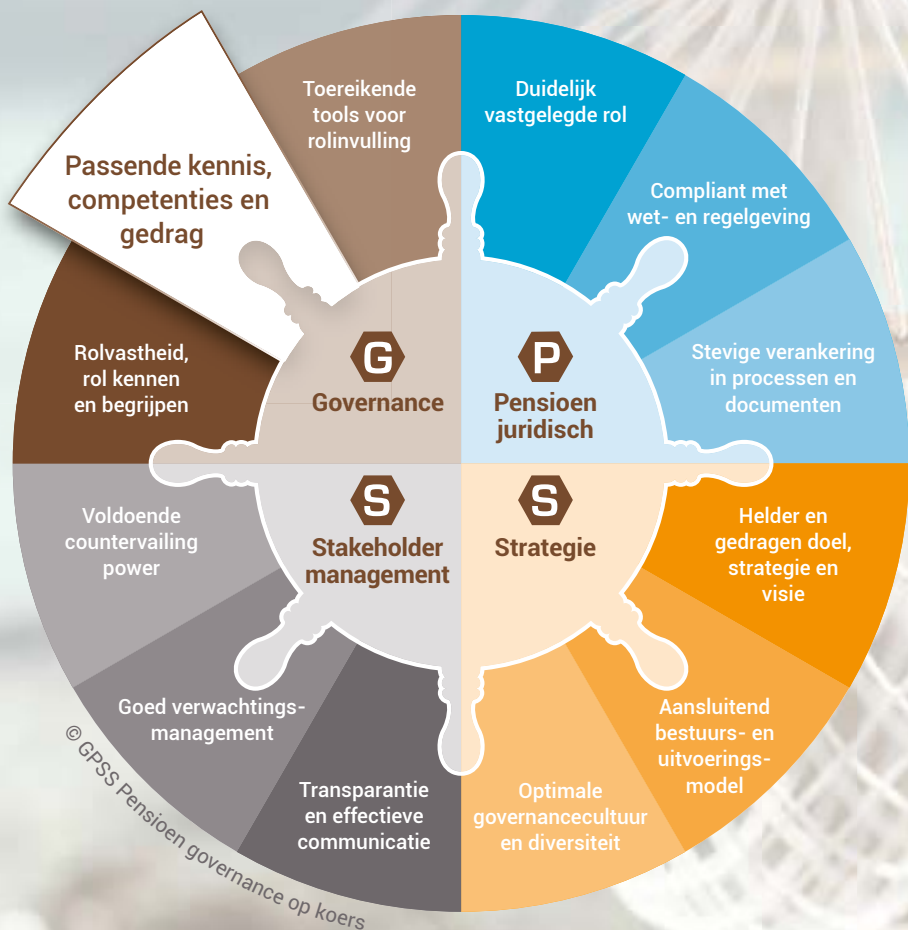 Toereikende
tools voor
rolinvulling
Duidelijk
vastgelegde rol
Passende kennis,
competenties en
gedrag
Compliant met
wet- en regelgeving
Rolvastheid,
rol kennen
en begrijpen
Stevige verankering
in processen en
documenten
G
Governance
P
Pensioen
juridisch
S
Stakeholder
management
S
Strategie
Voldoende
countervailing
power
Helder en
gedragen doel,
strategie en
visie
Goed verwachtings-
management
Aansluitend
bestuurs- en
uitvoerings-
model
Transparantie
en effectieve
communicatie
Optimale
governancecultuur
en diversiteit
© GPSS Pensioen governance op koers